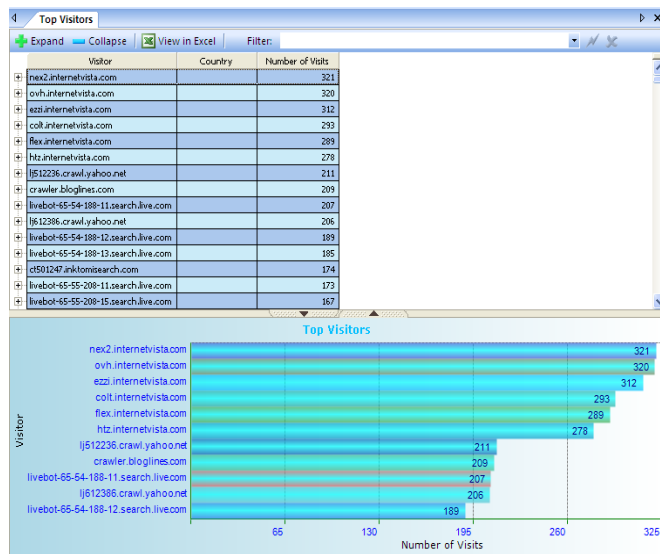 Top Visitors
Expand Collapse View in Excel Filter:
Visitor Country Number of Visits
nex2.internetvista.com 321
ovh.internetvista.com 320
ezzi.internetvista.com 312
colt.internetvista.com 293
flex.internetvista.com 289
htz.internetvista.com 278
lj512236.crawl.yahoo.net 211
crawler.bloglines.com 209
livebot-65-54-188-11.search.live.com 207
lj612386.crawl.yahoo.net 206
livebot-65-54-188-12.search.live.com 189
livebot-65-54-188-13.search.live.com 185
ct501247.inktomisearch.com 174
livebot-65-55-208-11.search.live.com 173
livebot-65-55-208-15.search.live.com 167
Top Visitors
Visitor
nex2.internetvista.com 321
ovh.internetvista.com 320
ezzi.internetvista.com 312
colt.internetvista.com 293
flex.internetvista.com 289
htz.internetvista.com 278
lj512236.crawl.yahoo.net 211
crawler.bloglines.com 209
livebot-65-54-188-11.search.live.com 207
lj612386.crawl.yahoo.net 206
livebot-65-54-188-12.search.live.com 189
65 130 195 260 325
Number of Visits